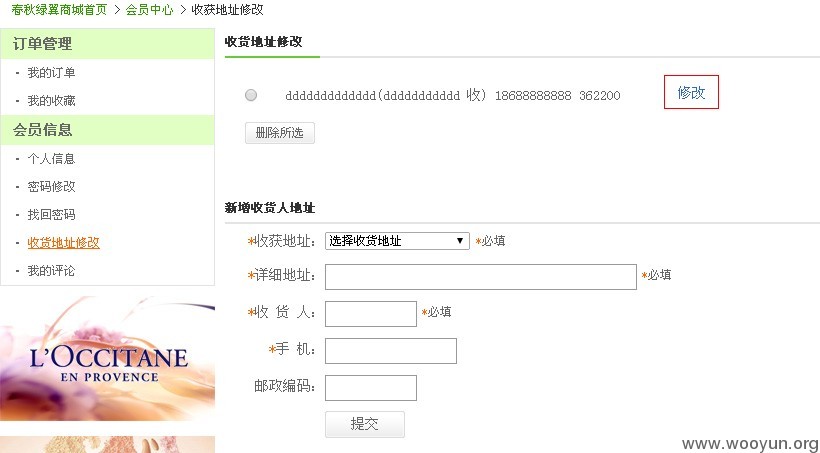 春秋绿翼商城首页 > 会员中心 > 收获地址修改
订单管理
· 我的订单
· 我的收藏
会员信息
· 个人信息
· 密码修改
· 找回密码
· 收货地址修改
· 我的评论
L'OCCITANE
EN PROVENCE
收货地址修改
ddddddddddddd(ddddddddddd 收) 18688888888 362200
修改
删除所选
新增收货人地址
*收获地址: 选择收货地址 *必填
*详细地址: *必填
*收 货 人: *必填
*手 机:
邮政编码:
提交
www.wooyun.org